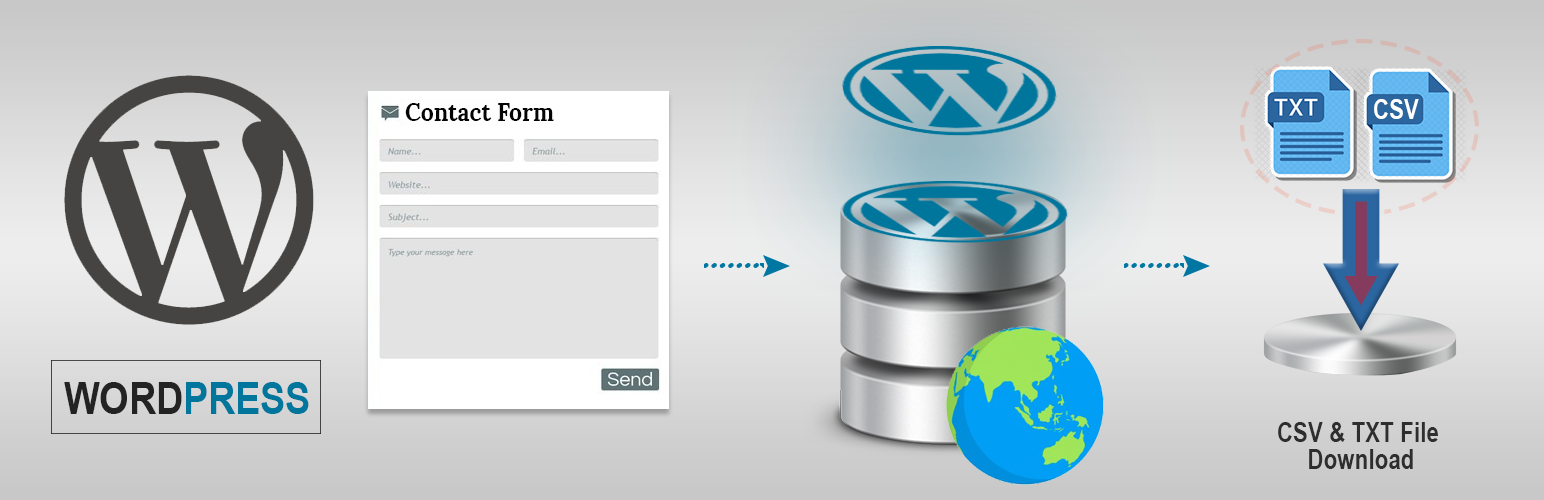 WORDPRESS
Contact Form
Name...
Email...
Website...
Subject...
Type your message here
Send
TXT
CSV
CSV & TXT File
Download